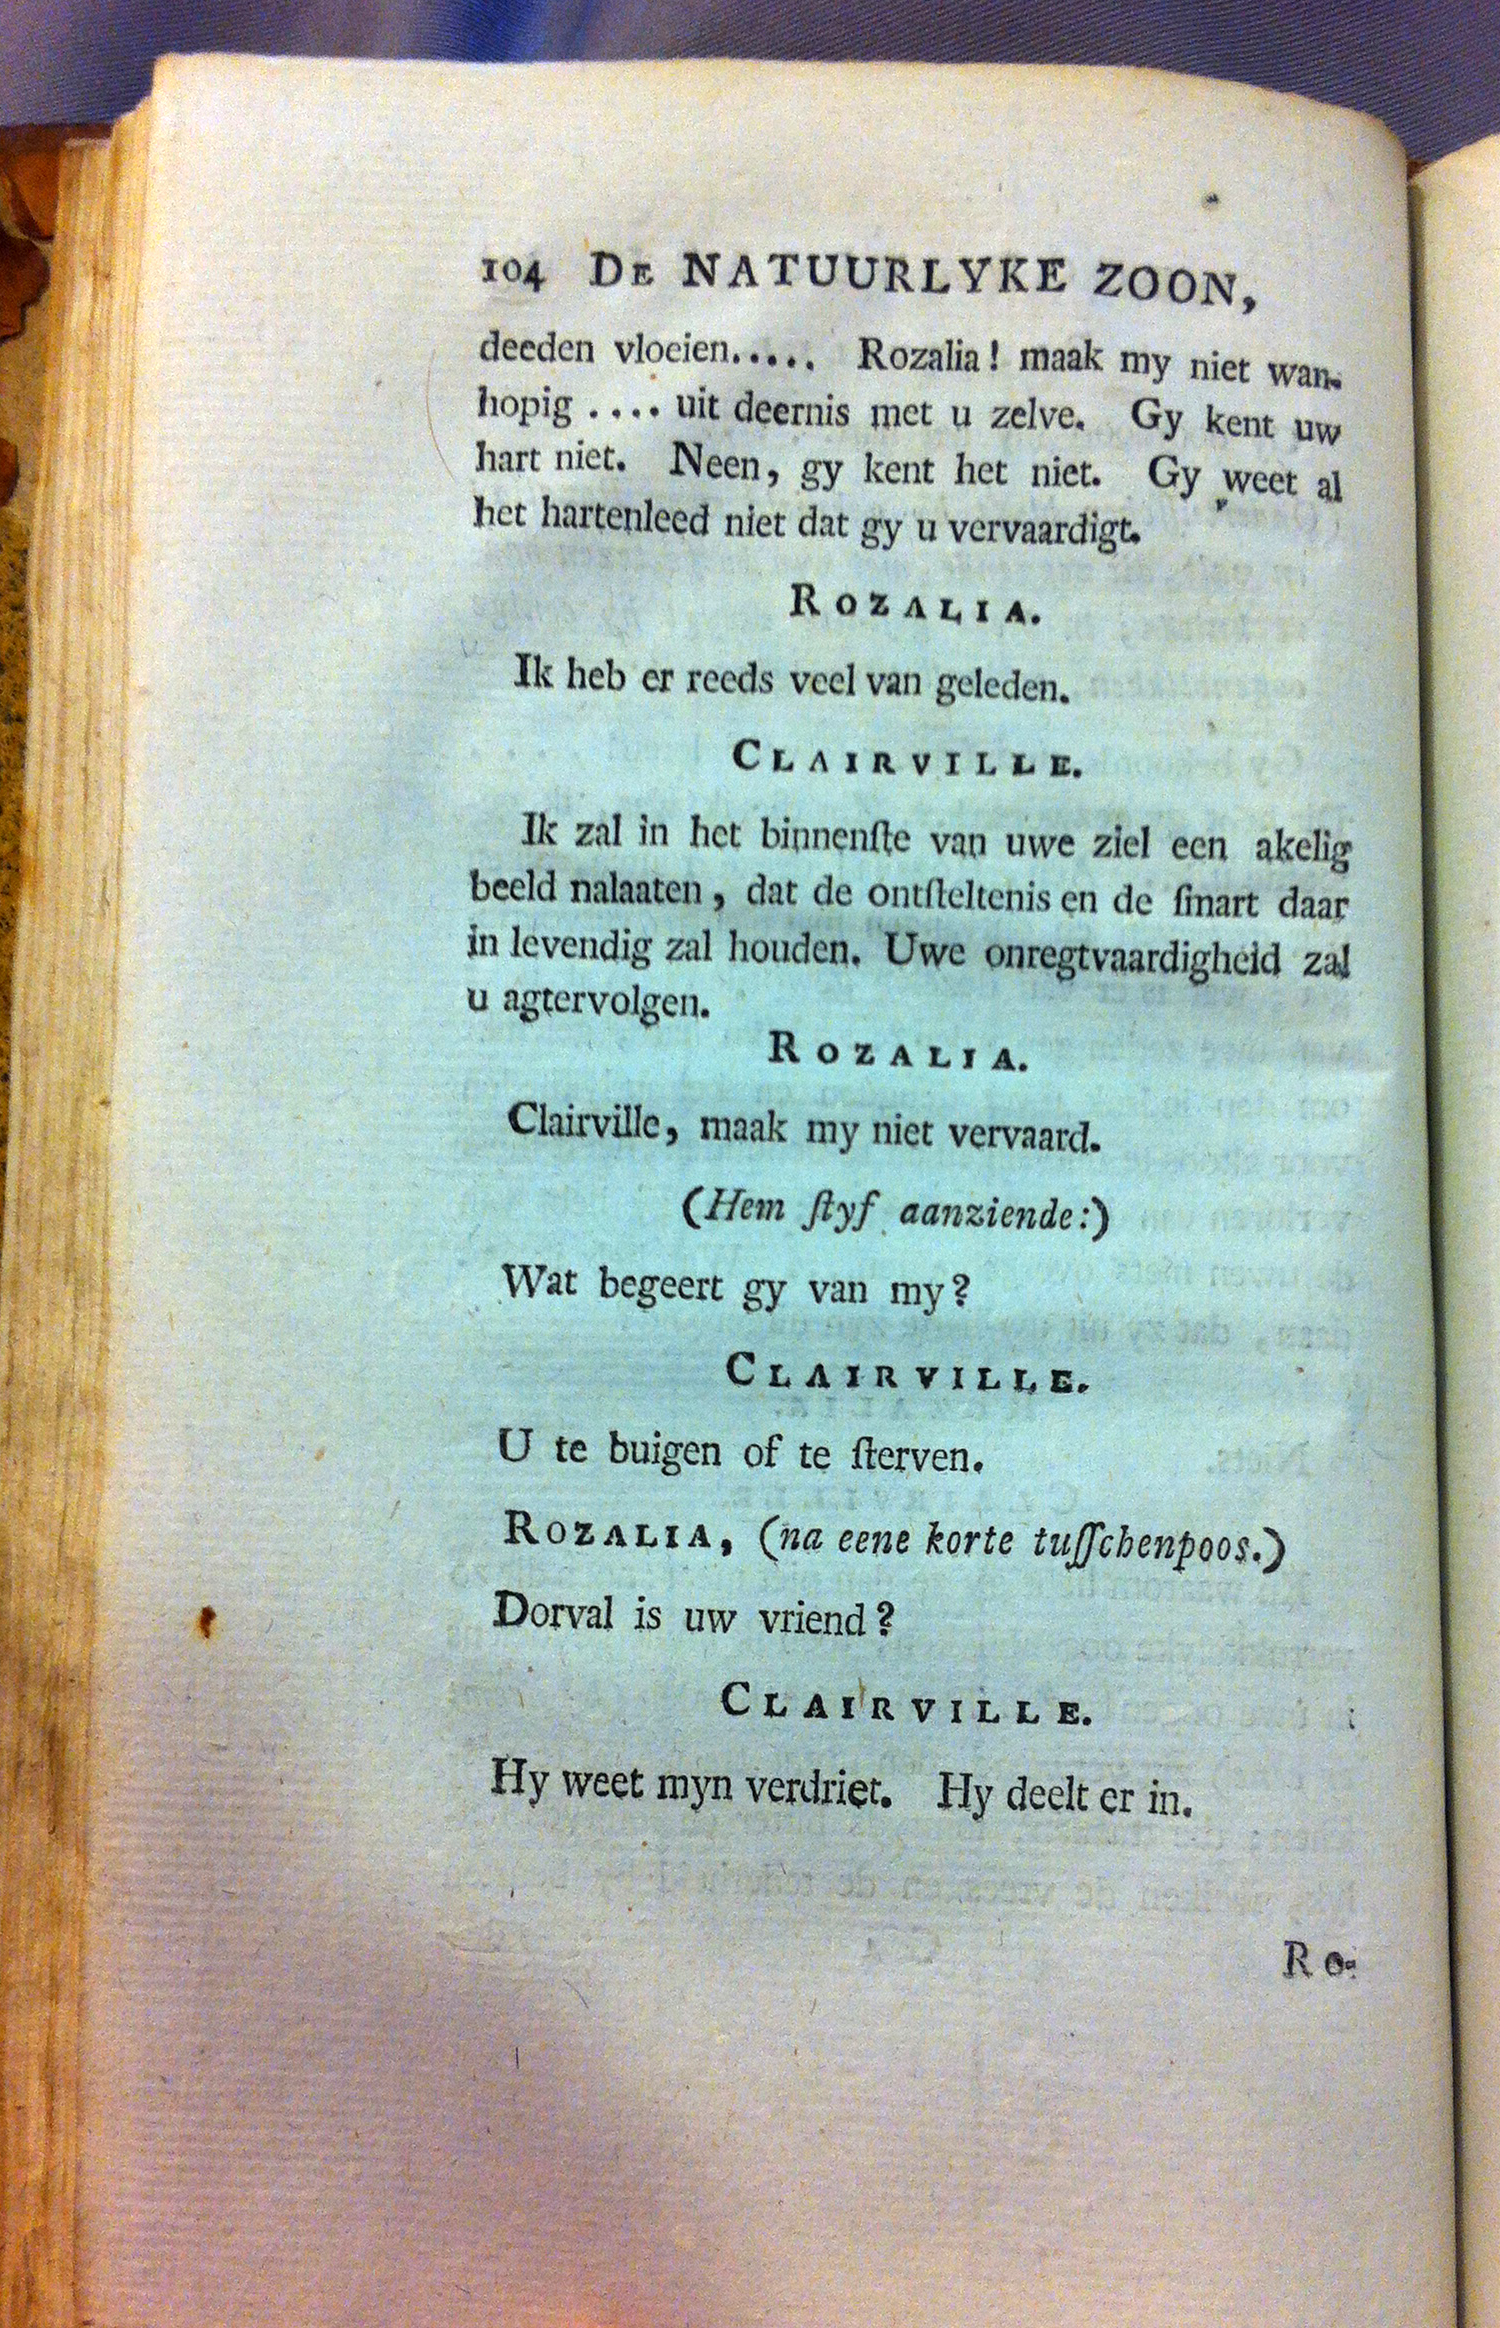 104 DE NATUURLYKE ZOON,
deeden vloeien..... Rozalia! maak my niet wan-
hopig .... uit deernis met u zelve. Gy kent uw
hart niet. Neen, gy kent het niet. Gy weet al
het hartenleed niet dat gy u vervaardigt.
ROZALIA.
Ik heb er reeds veel van geleden.
CLAIRVILLE.
Ik zal in het binnenſte van uwe ziel een akelig
beeld nalaaten, dat de ontſteltenis en de ſmart daar
in levendig zal houden. Uwe onregtvaardigheid zal
u agtervolgen.
ROZALIA.
Clairville, maak my niet vervaard.
(Hem ſtyf aanziende:)
Wat begeert gy van my?
CLAIRVILLE.
U te buigen of te ſterven.
ROZALIA, (na eene korte tuſſchenpoos.)
Dorval is uw vriend?
CLAIRVILLE.
Hy weet myn verdriet. Hy deelt er in.
RO-